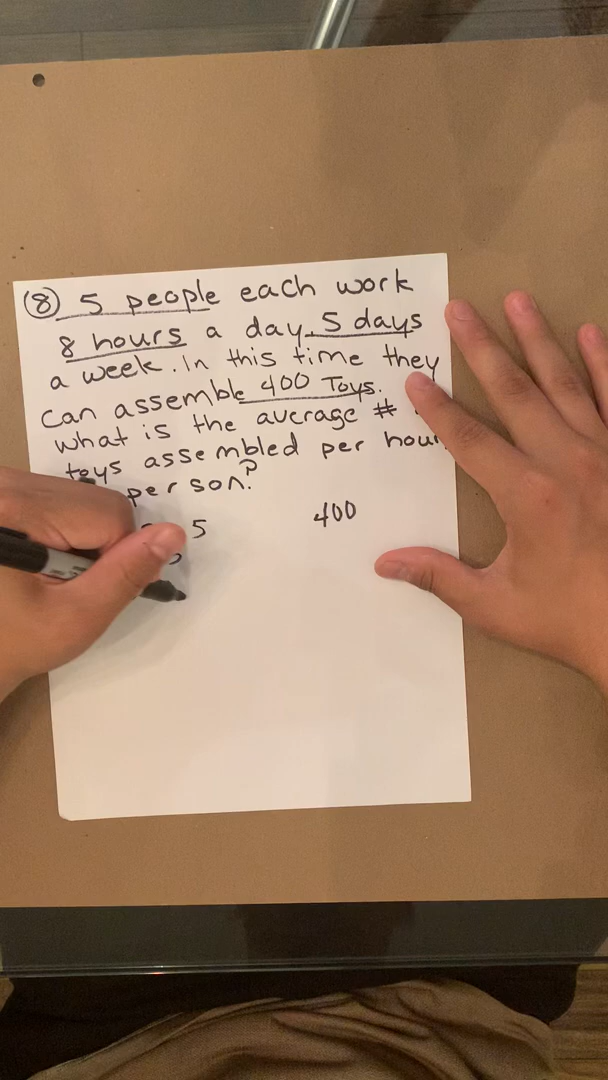 (8) 5 people each work
8 hours a day, 5 days
a week. In this time they
can assemble 400 Toys.
what is the average #
toys assembled per hour
person?
5 400